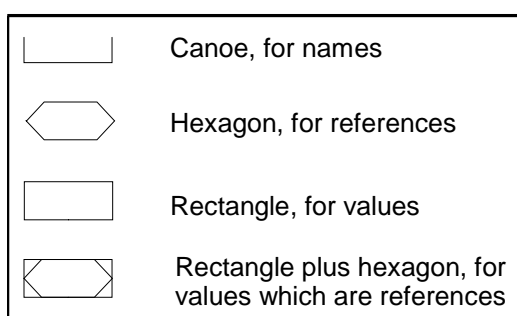 Canoe, for names
Hexagon, for references
Rectangle, for values
Rectangle plus hexagon, for
values which are references